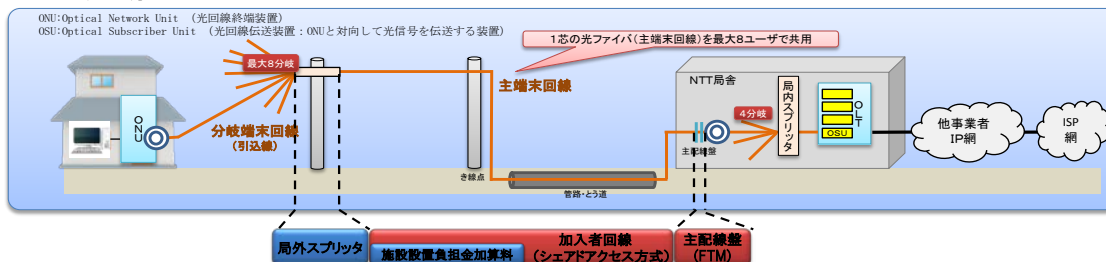 ONU:Optical Network Unit （光回線終端装置）
OSU:Optical Subscriber Unit （光回線伝送装置：ONUと対向して光信号を伝送する装置）
1芯の光ファイバ（主端末回線）を最大8ユーザで共用
最大8分岐
主端末回線
NTT局舎
ONU
分岐端末回線
（引込線）
4分岐
局内スプリッタ
OLT
OSU
主配線盤
他事業者
IP網
ISP
網
き線点
管路・とう道
局外スプリッタ
施設設置負担金加算料
加入者回線
（シェアドアクセス方式）
主配線盤
（FTM）